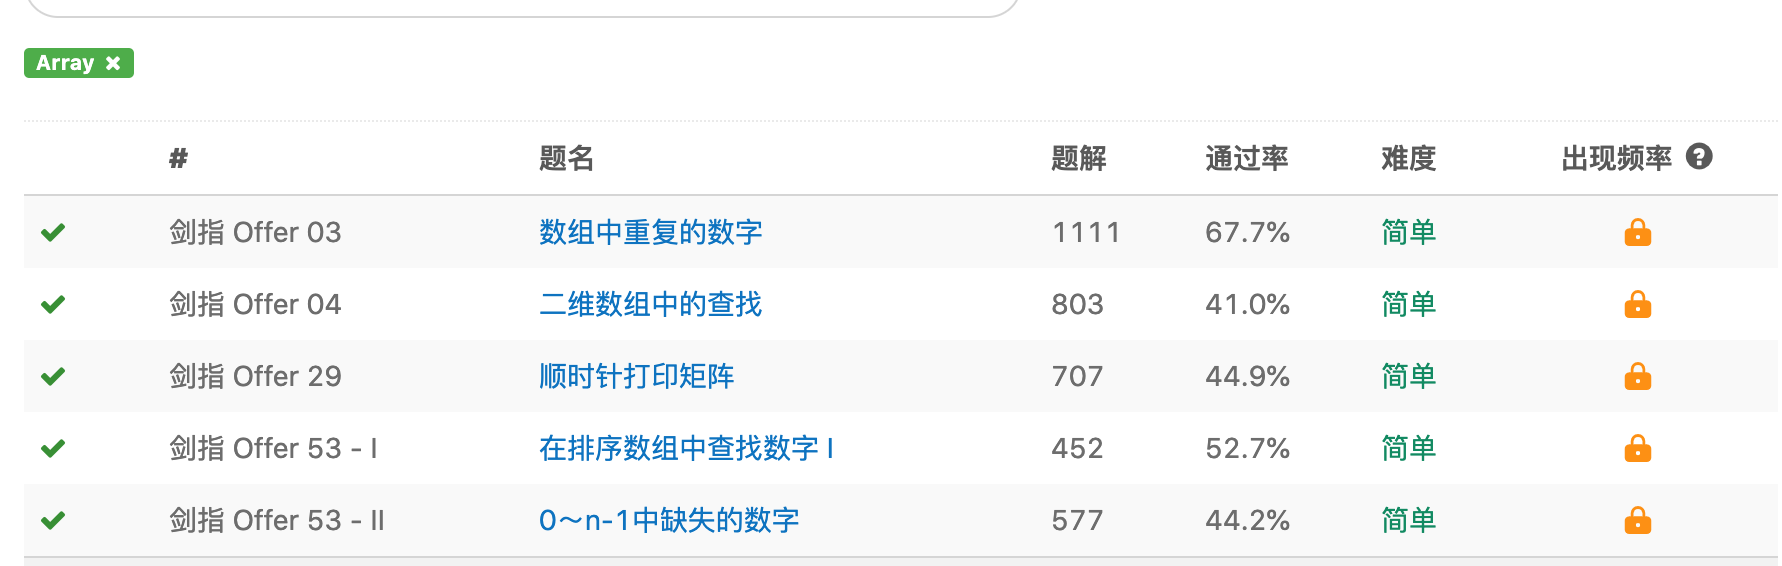 Array ✖
# 题名 题解 通过率 难度 出现频率 ?
剑指 Offer 03 数组中重复的数字 1111 67.7% 简单
剑指 Offer 04 二维数组中的查找 803 41.0% 简单
剑指 Offer 29 顺时针打印矩阵 707 44.9% 简单
剑指 Offer 53 - I 在排序数组中查找数字 I 452 52.7% 简单
剑指 Offer 53 - II 0～n-1中缺失的数字 577 44.2% 简单